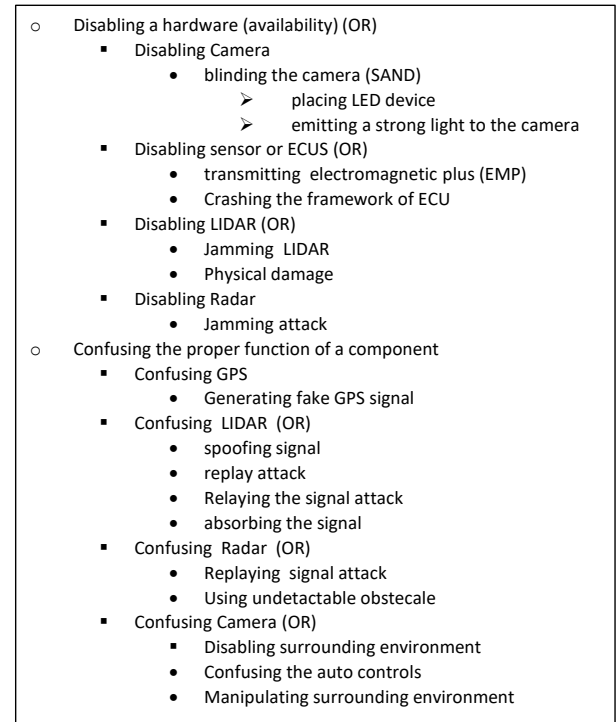 o Disabling a hardware (availability) (OR)
▪ Disabling Camera
• blinding the camera (SAND)
➢ placing LED device
➢ emitting a strong light to the camera
▪ Disabling sensor or ECUS (OR)
• transmitting electromagnetic plus (EMP)
• Crashing the framework of ECU
▪ Disabling LIDAR (OR)
• Jamming LIDAR
• Physical damage
▪ Disabling Radar
• Jamming attack
o Confusing the proper function of a component
▪ Confusing GPS
• Generating fake GPS signal
▪ Confusing LIDAR (OR)
• spoofing signal
• replay attack
• Relaying the signal attack
• absorbing the signal
▪ Confusing Radar (OR)
• Replaying signal attack
• Using undetactable obstecale
▪ Confusing Camera (OR)
▪ Disabling surrounding environment
• Confusing the auto controls
• Manipulating surrounding environment